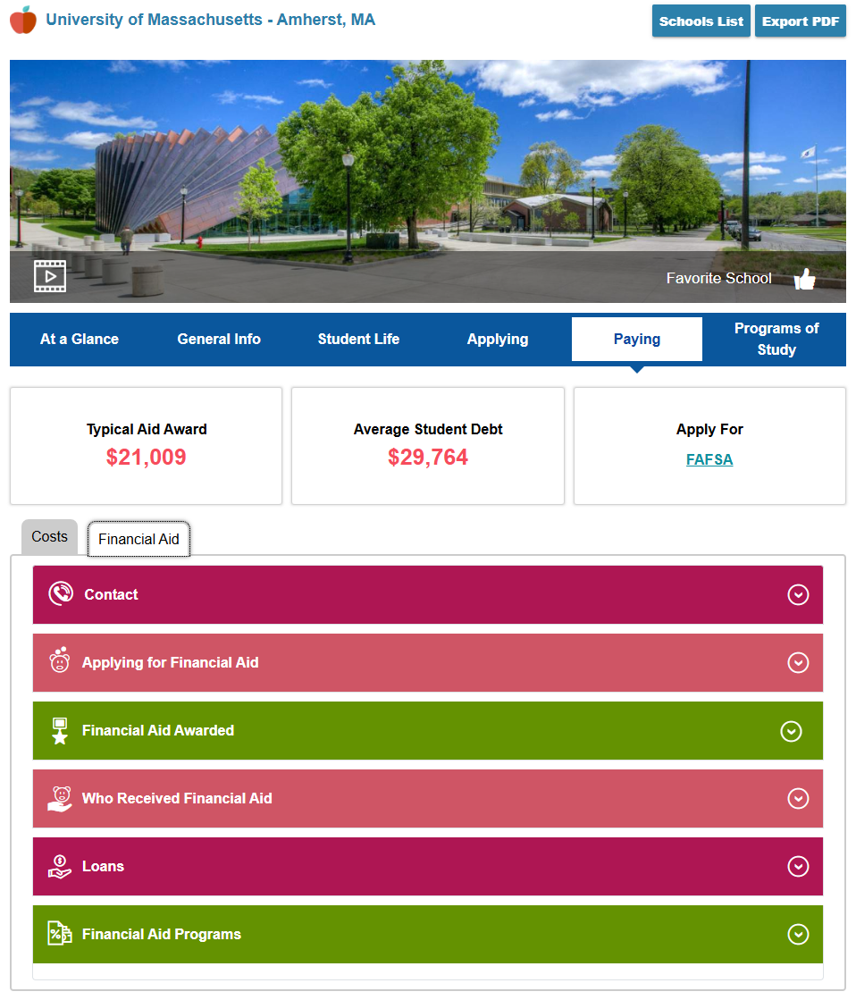 University of Massachusetts - Amherst, MA
Schools List
Export PDF
Favorite School
At a Glance
General Info
Student Life
Applying
Paying
Programs of
Study
Typical Aid Award
$21,009
Average Student Debt
$29,764
Apply For
FAFSA
Costs
Financial Aid
Contact
Applying for Financial Aid
Financial Aid Awarded
Who Received Financial Aid
Loans
Financial Aid Programs